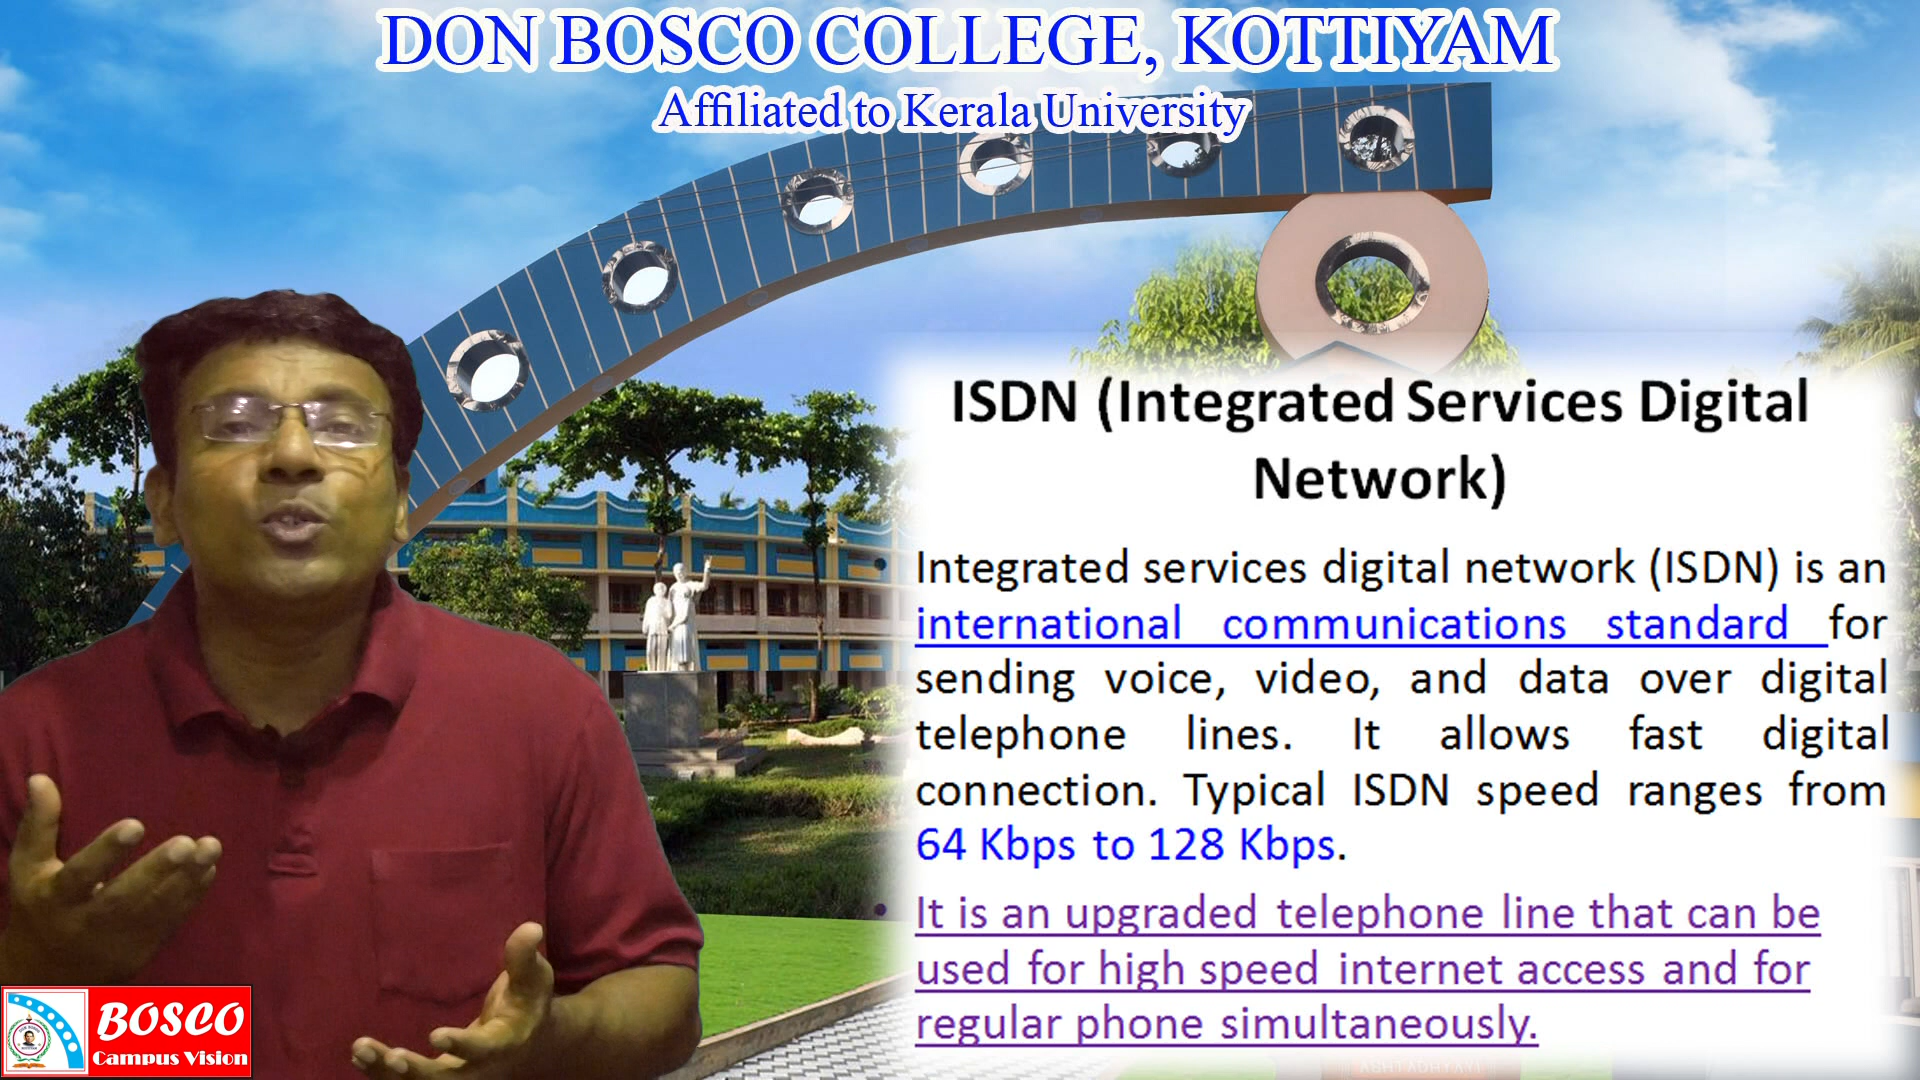 DON BOSCO COLLEGE, KOTTIYAM
Affiliated to Kerala University
ISDN (Integrated Services Digital
Network)
• Integrated services digital network (ISDN) is an
international communications standard for
sending voice, video, and data over digital
telephone lines. It allows fast digital
connection. Typical ISDN speed ranges from
64 Kbps to 128 Kbps.
• It is an upgraded telephone line that can be
used for high speed internet access and for
regular phone simultaneously.
BOSCO
Campus Vision